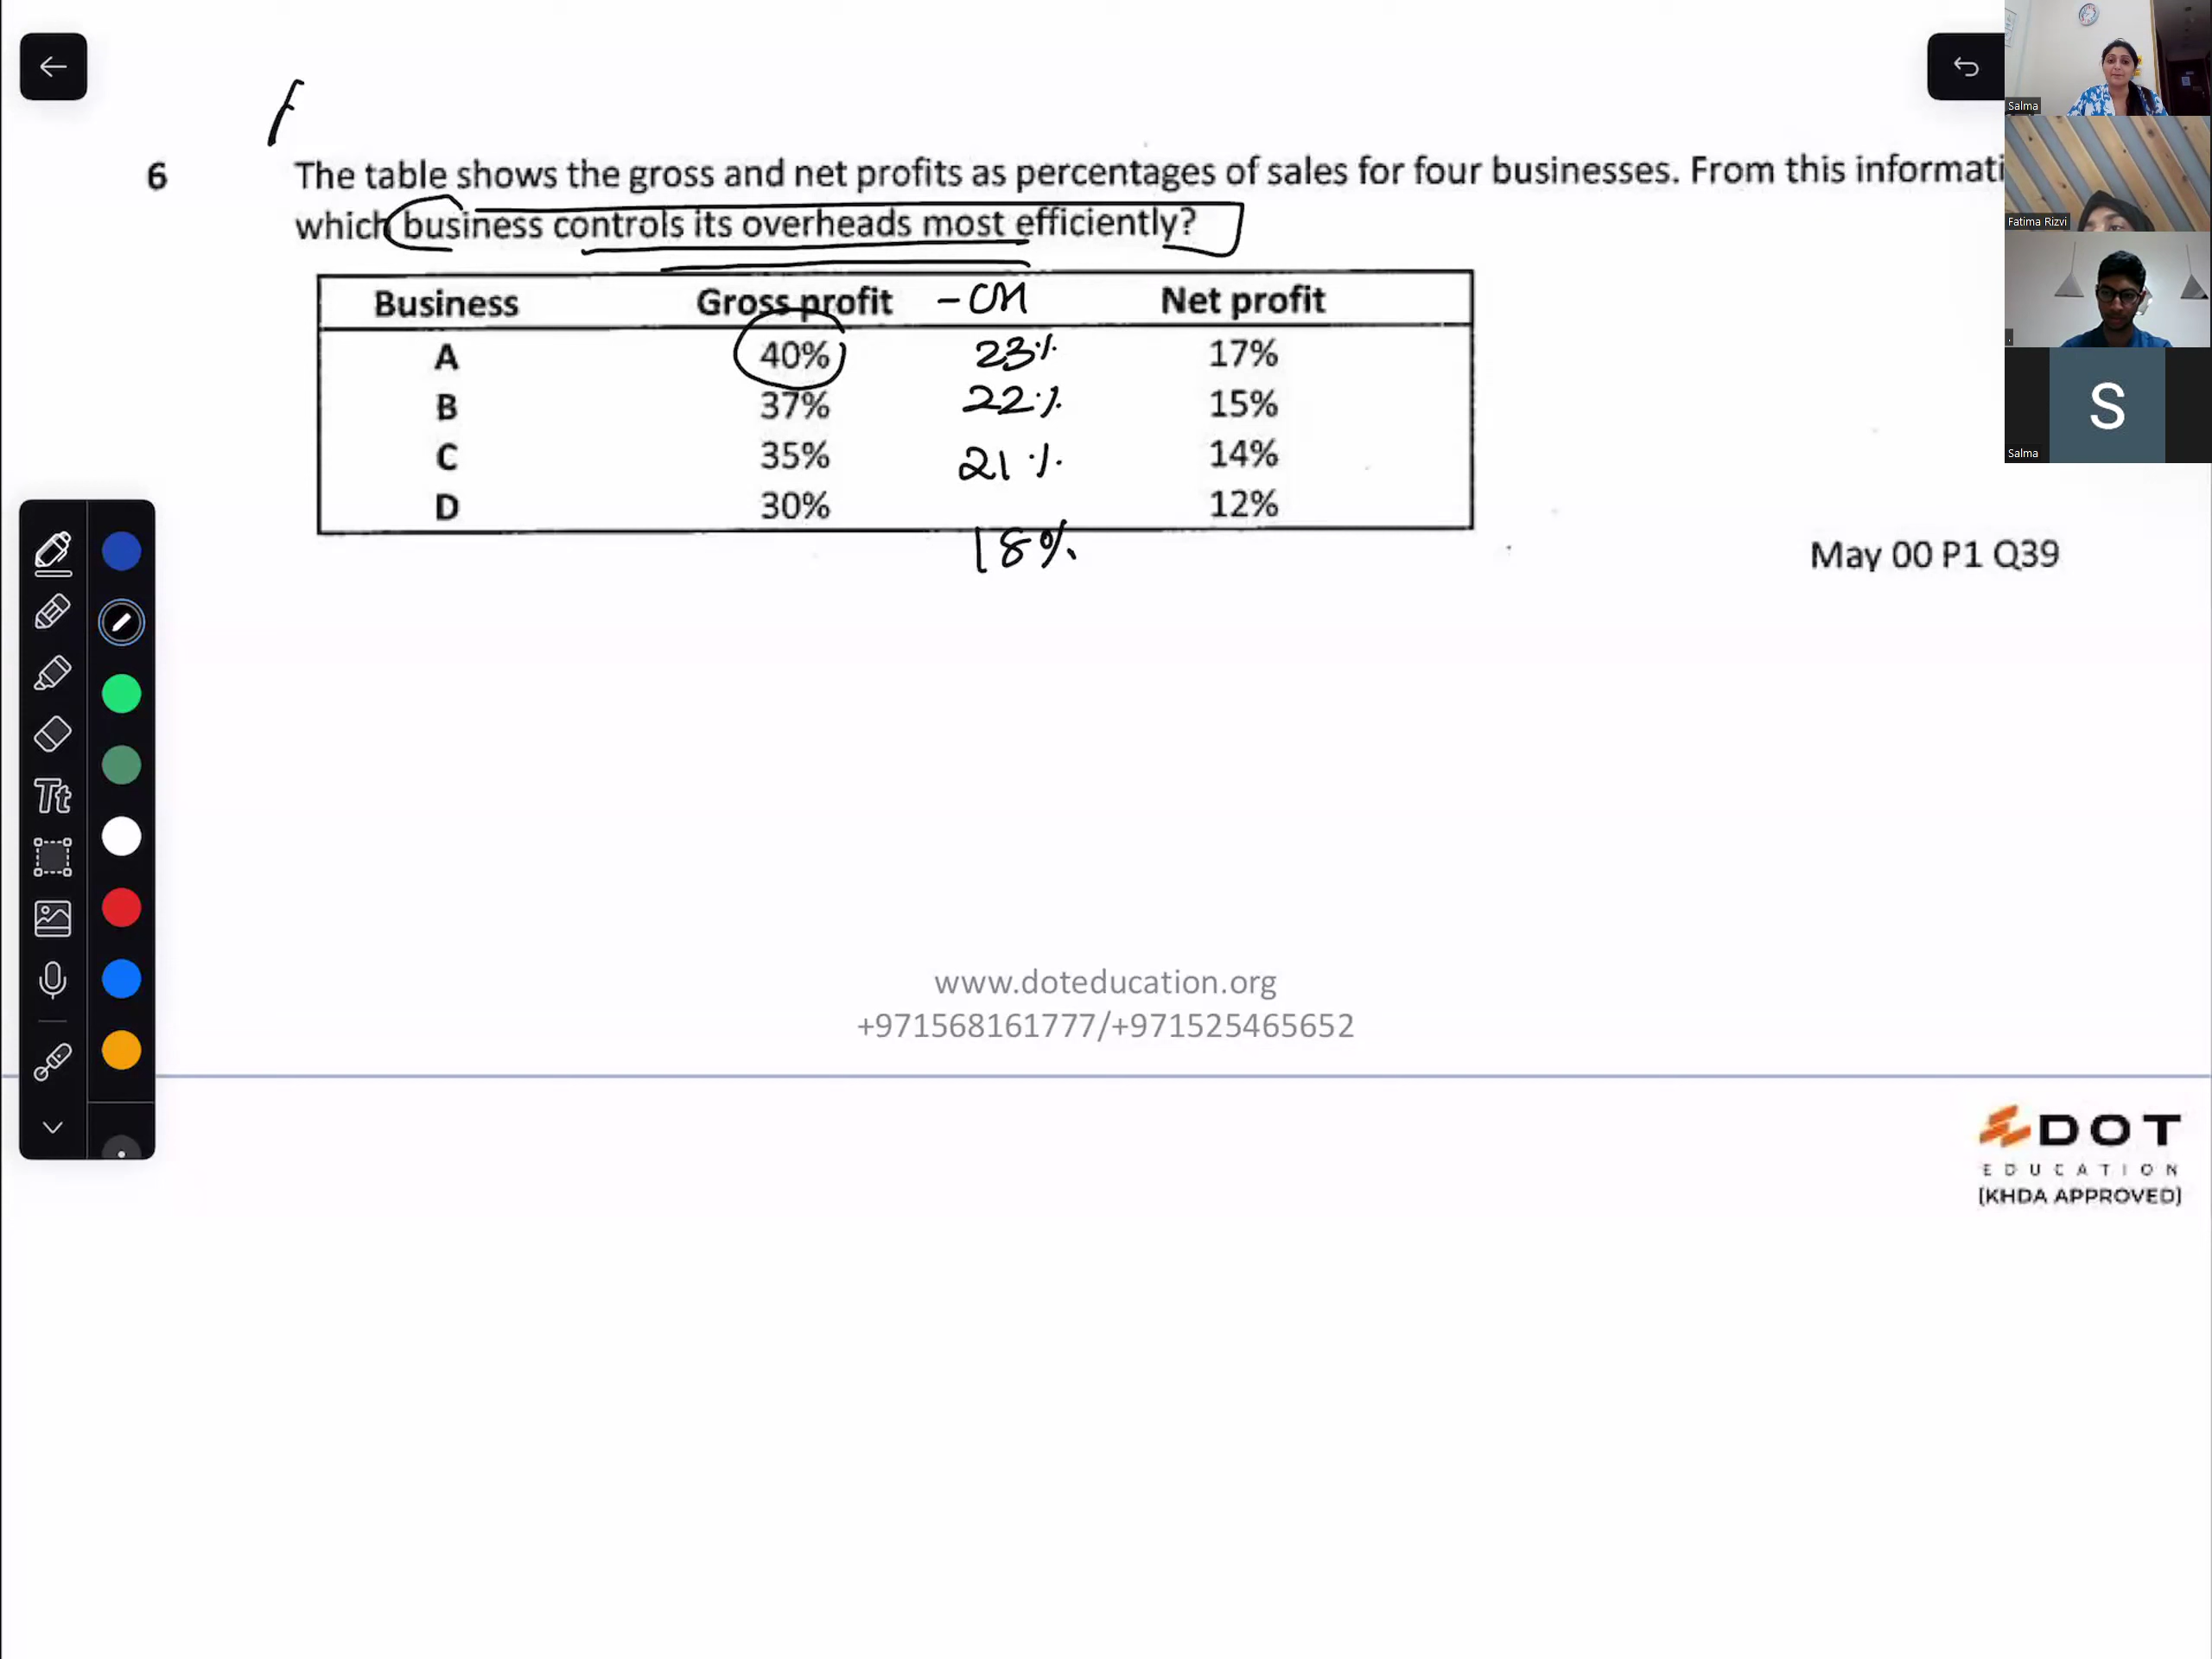 Salma
6 The table shows the gross and net profits as percentages of sales for four businesses. From this informati
which business controls its overheads most efficiently?
Fatima Rizvi
Business Gross profit - OM Net profit
A 40% 23% 17%
B 37% 22% 15%
C 35% 21% 14%
D 30% 12%
18%
S
Salma
May 00 P1 Q39
Tt
www.doteducation.org
+971568161777/+971525465652
DOT
EDUCATION
(KHDA APPROVED)